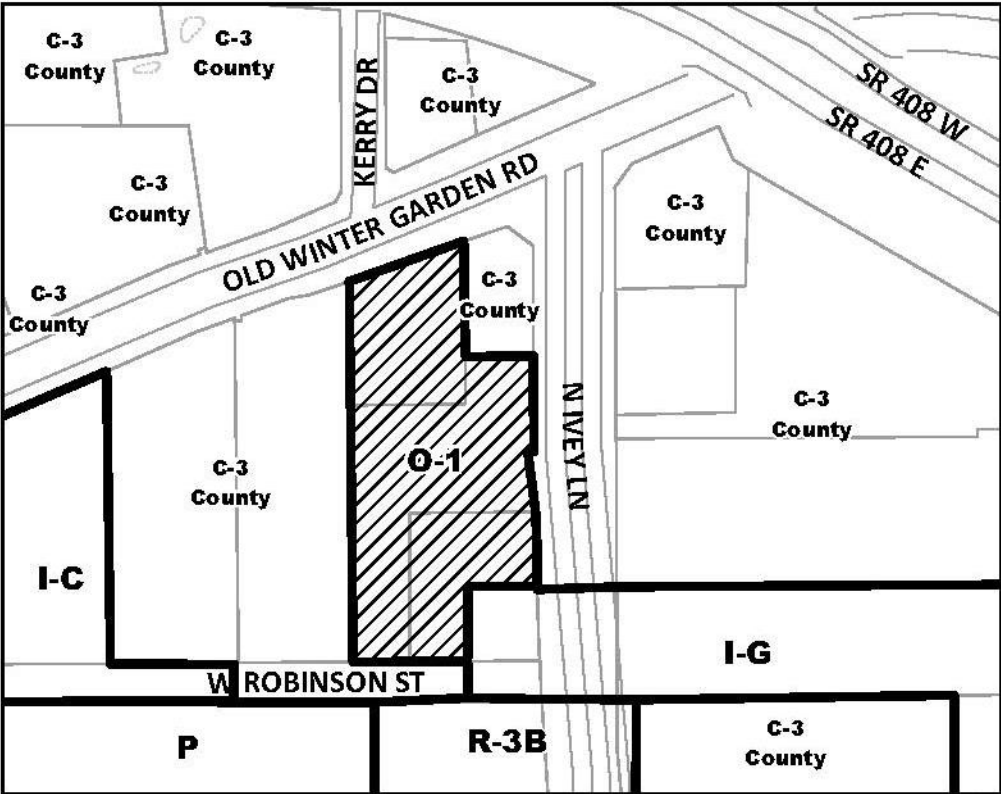 C-3
County
C-3
County
KERRY DR
C-3
County
SR 408 W
SR 408 E
C-3
County
OLD WINTER GARDEN RD
C-3
County
C-3
County
C-3
County
N IVEY LN
C-3
County
O-1
C-3
County
I-C
I-G
W ROBINSON ST
P
R-3B
C-3
County